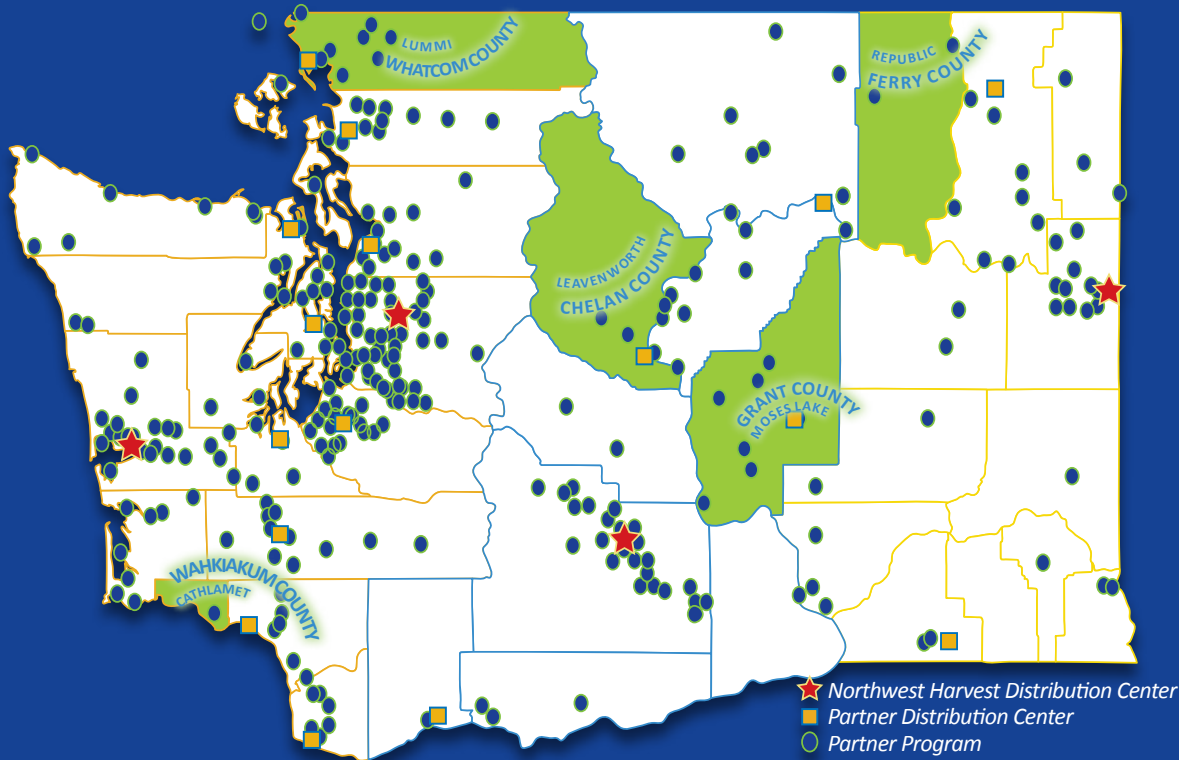 LUMMI
WHATCOM COUNTY
REPUBLIC
FERRY COUNTY
LEAVENWORTH
CHELAN COUNTY
GRANT COUNTY
MOSES LAKE
WAHKIAKUM COUNTY
CATHLAMET
Northwest Harvest Distribution Center
Partner Distribution Center
Partner Program